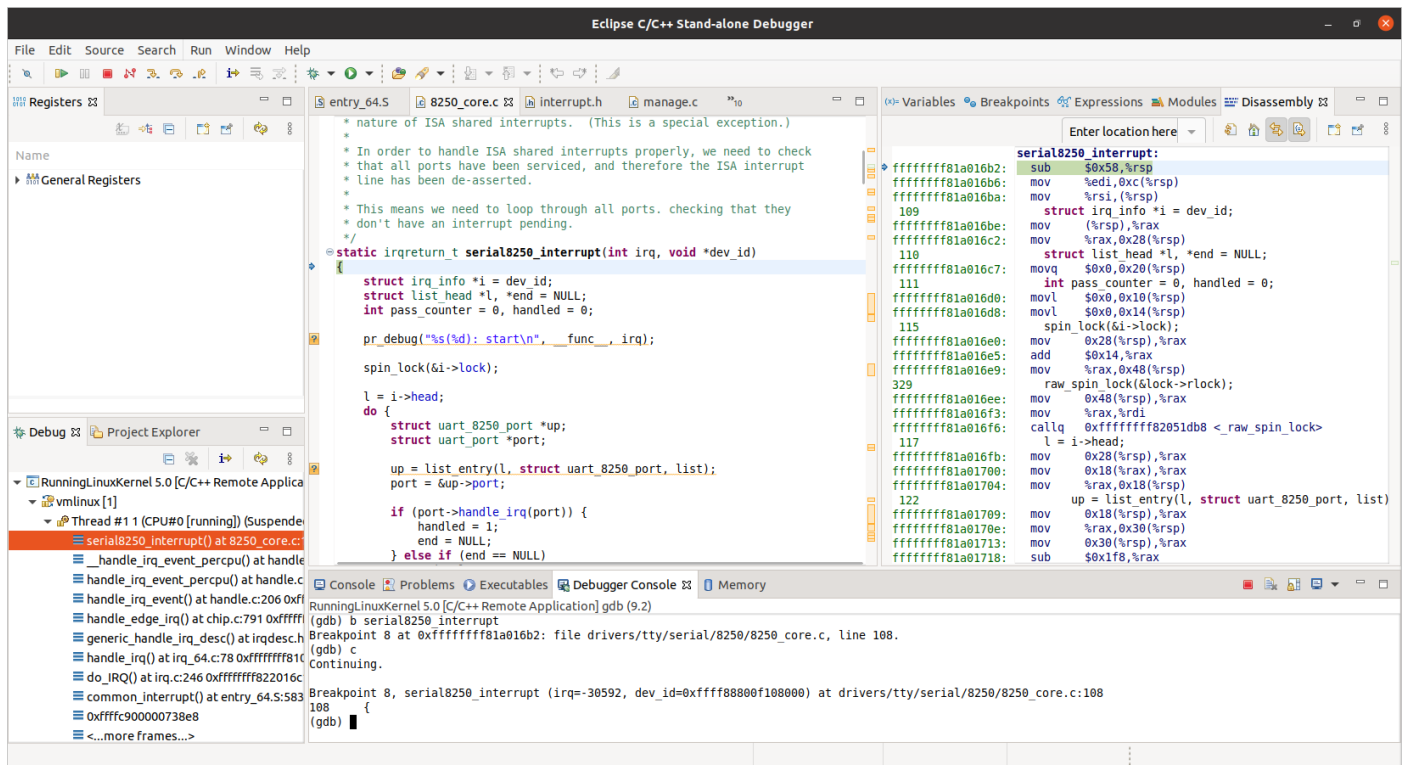 Eclipse C/C++ Stand-alone Debugger
File Edit Source Search Run Window Help
Registers
Name
General Registers
Debug Project Explorer
RunningLinuxKernel 5.0 [C/C++ Remote Applica
vmlinux [1]
Thread #1 1 (CPU#0 [running]) (Suspende
serial8250_interrupt() at 8250_core.c:1
__handle_irq_event_percpu() at handle
handle_irq_event_percpu() at handle.c
handle_irq_event() at handle.c:206 0xff
handle_edge_irq() at chip.c:791 0xfffff
generic_handle_irq_desc() at irqdesc.h
handle_irq() at irq_64.c:78 0xffffffff810
do_IRQ() at irq.c:246 0xffffffff822016c
common_interrupt() at entry_64.S:583
0xffffc900000738e8
<...more frames...>
entry_64.S 8250_core.c interrupt.h manage.c »10
* nature of ISA shared interrupts.  (This is a special exception.)
*
* In order to handle ISA shared interrupts properly, we need to check
* that all ports have been serviced, and therefore the ISA interrupt
* line has been de-asserted.
*
* This means we need to loop through all ports. checking that they
* don't have an interrupt pending.
*/
static irqreturn_t serial8250_interrupt(int irq, void *dev_id)
{
struct irq_info *i = dev_id;
struct list_head *l, *end = NULL;
int pass_counter = 0, handled = 0;
pr_debug("%s(%d): start\n", __func__, irq);
spin_lock(&i->lock);
l = i->head;
do {
struct uart_8250_port *up;
struct uart_port *port;
up = list_entry(l, struct uart_8250_port, list);
port = &up->port;
if (port->handle_irq(port)) {
handled = 1;
end = NULL;
} else if (end == NULL)
(x)= Variables Breakpoints Expressions Modules Disassembly
Enter location here
serial8250_interrupt:
ffffffff81a016b2: sub $0x58,%rsp
ffffffff81a016b6: mov %edi,0xc(%rsp)
ffffffff81a016ba: mov %rsi,(%rsp)
109 struct irq_info *i = dev_id;
ffffffff81a016be: mov (%rsp),%rax
ffffffff81a016c2: mov %rax,0x28(%rsp)
110 struct list_head *l, *end = NULL;
ffffffff81a016c7: movq $0x0,0x20(%rsp)
111 int pass_counter = 0, handled = 0;
ffffffff81a016d0: movl $0x0,0x10(%rsp)
ffffffff81a016d8: movl $0x0,0x14(%rsp)
115 spin_lock(&i->lock);
ffffffff81a016e0: mov 0x28(%rsp),%rax
ffffffff81a016e5: add $0x14,%rax
ffffffff81a016e9: mov %rax,0x48(%rsp)
329 raw_spin_lock(&lock->rlock);
ffffffff81a016ee: mov 0x48(%rsp),%rax
ffffffff81a016f3: mov %rax,%rdi
ffffffff81a016f6: callq 0xffffffff82051db8 <_raw_spin_lock>
117 l = i->head;
ffffffff81a016fb: mov 0x28(%rsp),%rax
ffffffff81a01700: mov 0x18(%rax),%rax
ffffffff81a01704: mov %rax,0x18(%rsp)
122 up = list_entry(l, struct uart_8250_port, list)
ffffffff81a01709: mov 0x18(%rsp),%rax
ffffffff81a0170e: mov %rax,0x30(%rsp)
ffffffff81a01713: mov 0x30(%rsp),%rax
ffffffff81a01718: sub $0x1f8,%rax
Console Problems Executables Debugger Console Memory
RunningLinuxKernel 5.0 [C/C++ Remote Application] gdb (9.2)
(gdb) b serial8250_interrupt
Breakpoint 8 at 0xffffffff81a016b2: file drivers/tty/serial/8250/8250_core.c, line 108.
(gdb) c
Continuing.
Breakpoint 8, serial8250_interrupt (irq=-30592, dev_id=0xffff88800f108000) at drivers/tty/serial/8250/8250_core.c:108
108 {
(gdb)